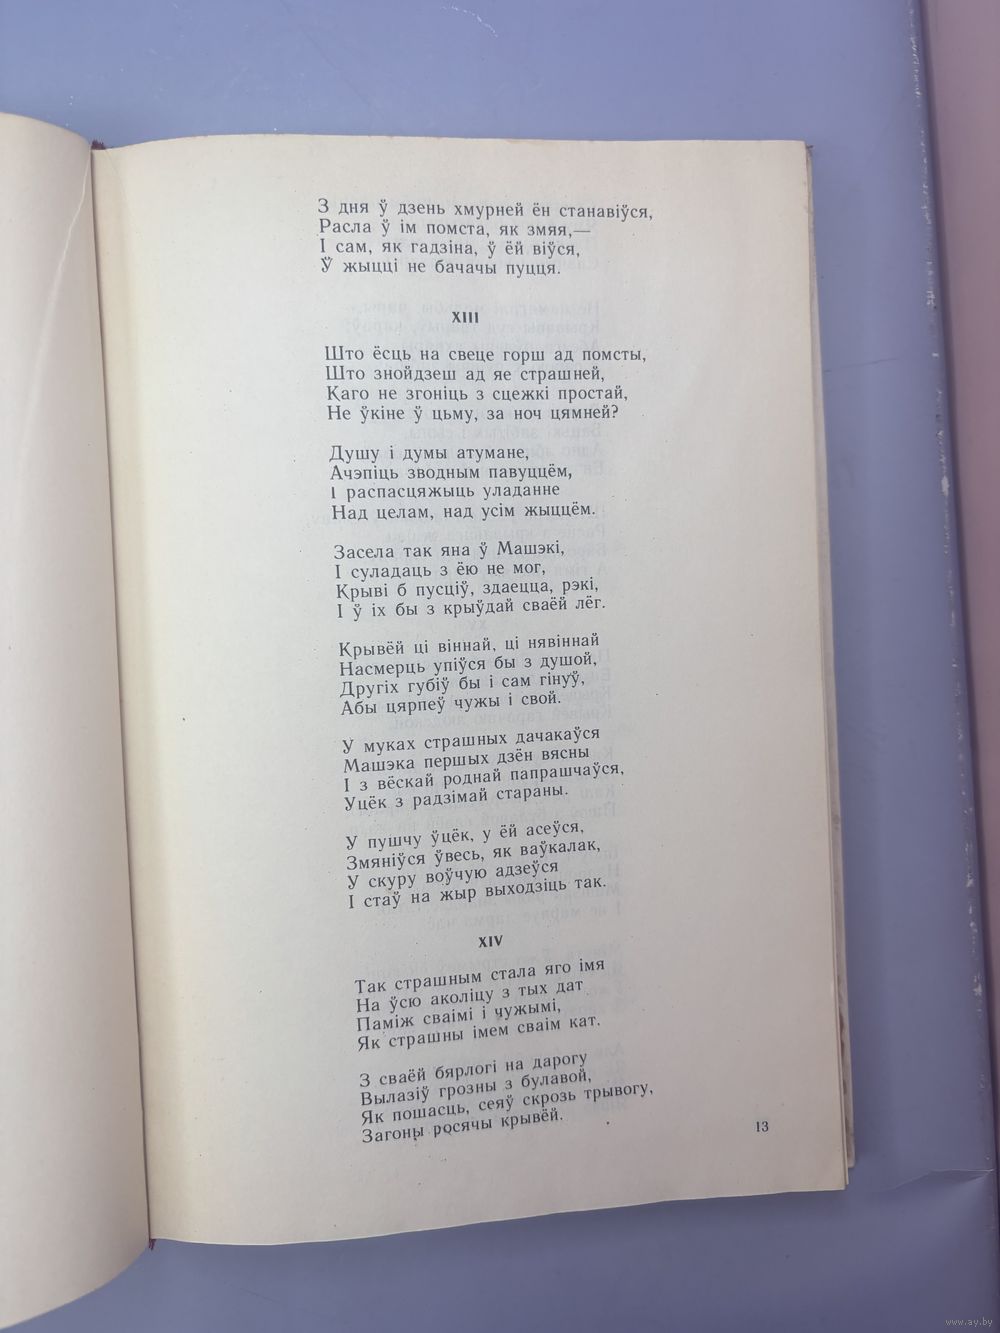 З дня ў дзень хмурней ён станавіўся,
Расла ў ім помста, як змяя,—
І сам, як гадзіна, ў ёй віўся,
Ў жыцці не бачачы пуцця.
XIII
Што ёсць на свеце горш ад помсты,
Што знойдзеш ад яе страшней,
Каго не згоніць з сцежкі простай,
Не ўкіне ў цьму, за ноч цямней?
Душу і думы атумане,
Ачэпіць зводным павуццём,
І распасцяжыць уладанне
Над целам, над усім жыццём.
Засела так яна ў Машэкі,
І суладаць з ёю не мог,
Крыві б пусціў, здаецца, рэкі,
І ў іх бы з крыўдай сваёй лёг.
Крывёй ці віннай, ці нявіннай
Насмерць упіўся бы з душой,
Другіх губіў бы і сам гінуў,
Абы цярпеў чужы і свой.
У муках страшных дачакаўся
Машэка першых дзён вясны
І з вёскай роднай папрашчаўся,
Уцёк з радзімай стараны.
У пушчу ўцёк, у ёй асеўся,
Змяніўся ўвесь, як ваўкалак,
У скуру воўчую адзеўся
І стаў на жыр выходзіць так.
XIV
Так страшным стала яго імя
На ўсю аколіцу з тых дат
Паміж сваімі і чужымі,
Як страшны імем сваім кат.
З сваёй бярлогі на дарогу
Вылазіў грозны з булавой,
Як пошасць, сеяў скрозь трывогу,
Загоны росячы крывёй.
13
www.ay.by